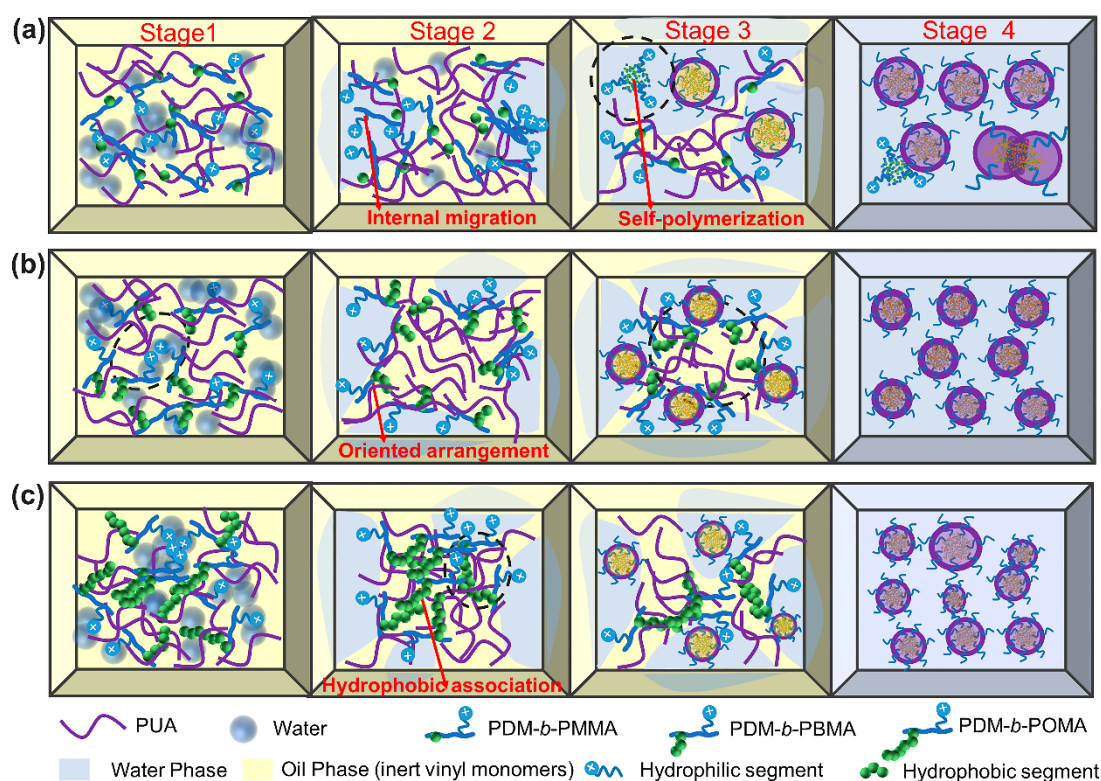 (a)
Stage1
Stage 2
Stage 3
Stage 4
Internal migration
Self-polymerization
(b)
Oriented arrangement
(c)
Hydrophobic association
PUA
Water
PDM-b-PMMA
PDM-b-PBMA
PDM-b-POMA
Water Phase
Oil Phase (inert vinyl monomers)
Hydrophilic segment
Hydrophobic segment